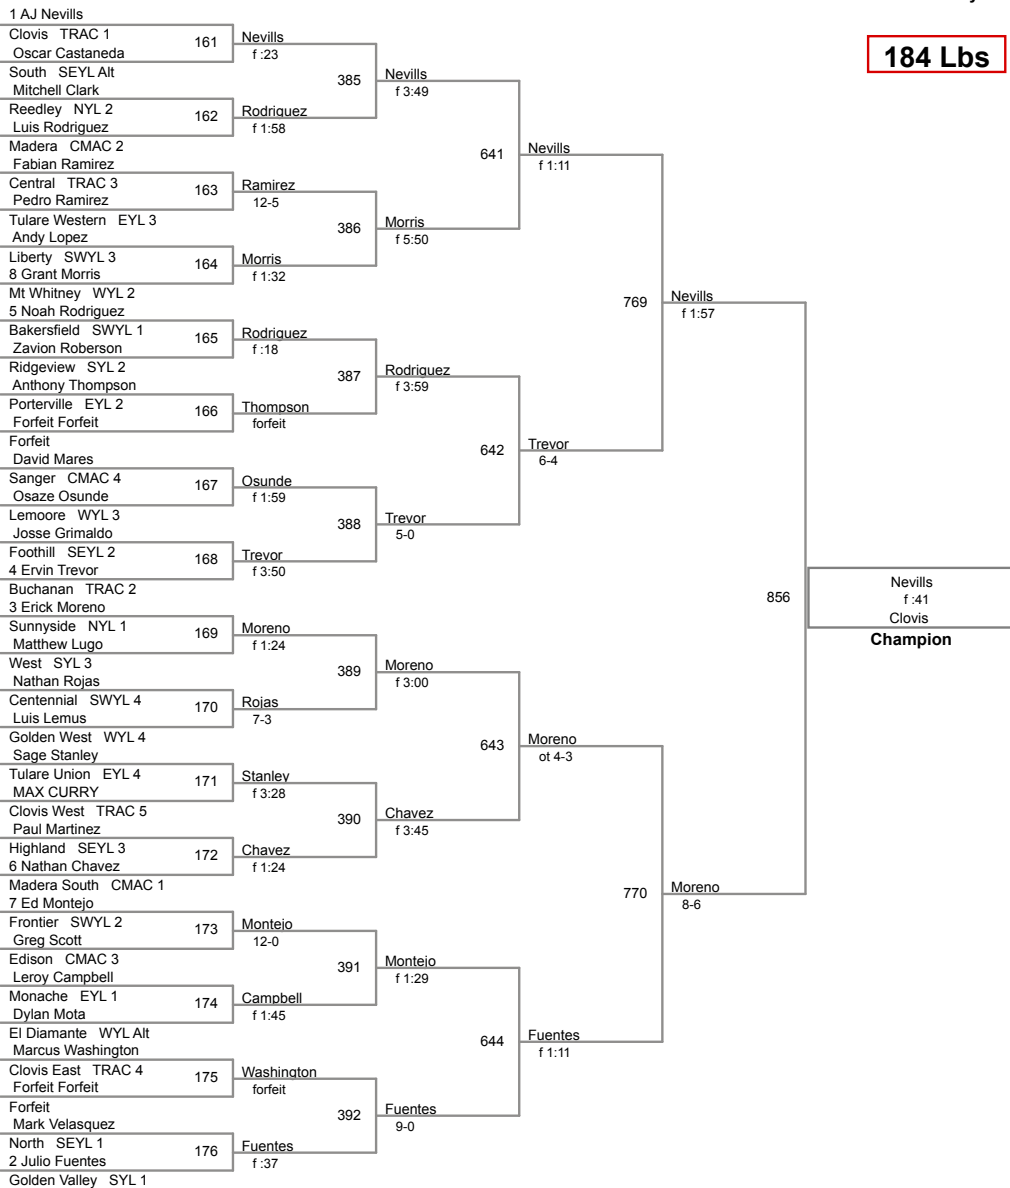 184 Lbs
1 AJ Nevills
Clovis TRAC 1
161
Oscar Castaneda
South SEYL Alt
Mitchell Clark
Reedley NYL 2
162
Luis Rodriguez
Madera CMAC 2
Fabian Ramirez
Central TRAC 3
163
Pedro Ramirez
Tulare Western EYL 3
Andy Lopez
Liberty SWYL 3
164
8 Grant Morris
Mt Whitney WYL 2
5 Noah Rodriguez
Bakersfield SWYL 1
165
Zavion Roberson
Ridgeview SYL 2
Anthony Thompson
Porterville EYL 2
166
Forfeit Forfeit
Forfeit
David Mares
Sanger CMAC 4
167
Osaze Osunde
Lemoore WYL 3
Josse Grimaldo
Foothill SEYL 2
168
4 Ervin Trevor
Buchanan TRAC 2
3 Erick Moreno
Sunnyside NYL 1
169
Matthew Lugo
West SYL 3
Nathan Rojas
Centennial SWYL 4
170
Luis Lemus
Golden West WYL 4
Sage Stanley
Tulare Union EYL 4
171
MAX CURRY
Clovis West TRAC 5
Paul Martinez
Highland SEYL 3
172
6 Nathan Chavez
Madera South CMAC 1
7 Ed Montejo
Frontier SWYL 2
173
Greg Scott
Edison CMAC 3
Leroy Campbell
Monache EYL 1
174
Dylan Mota
El Diamante WYL Alt
Marcus Washington
Clovis East TRAC 4
175
Forfeit Forfeit
Forfeit
Mark Velasquez
North SEYL 1
176
2 Julio Fuentes
Golden Valley SYL 1
Nevills
f :23
385
Rodriguez
f 1:58
Ramirez
12-5
386
Morris
f 1:32
Rodriguez
f :18
387
Thompson
forfeit
Osunde
f 1:59
388
Trevor
f 3:50
Moreno
f 1:24
389
Rojas
7-3
Stanley
f 3:28
390
Chavez
f 1:24
Montejo
12-0
391
Campbell
f 1:45
Washington
forfeit
392
Fuentes
f :37
Nevills
f 3:49
641
Morris
f 5:50
Rodriguez
f 3:59
642
Trevor
5-0
Moreno
f 3:00
643
Chavez
f 3:45
Montejo
f 1:29
644
Fuentes
9-0
Nevills
f 1:11
769
Trevor
6-4
Moreno
ot 4-3
770
Fuentes
f 1:11
Nevills
f 1:57
856
Moreno
8-6
Nevills
f :41
Clovis
Champion